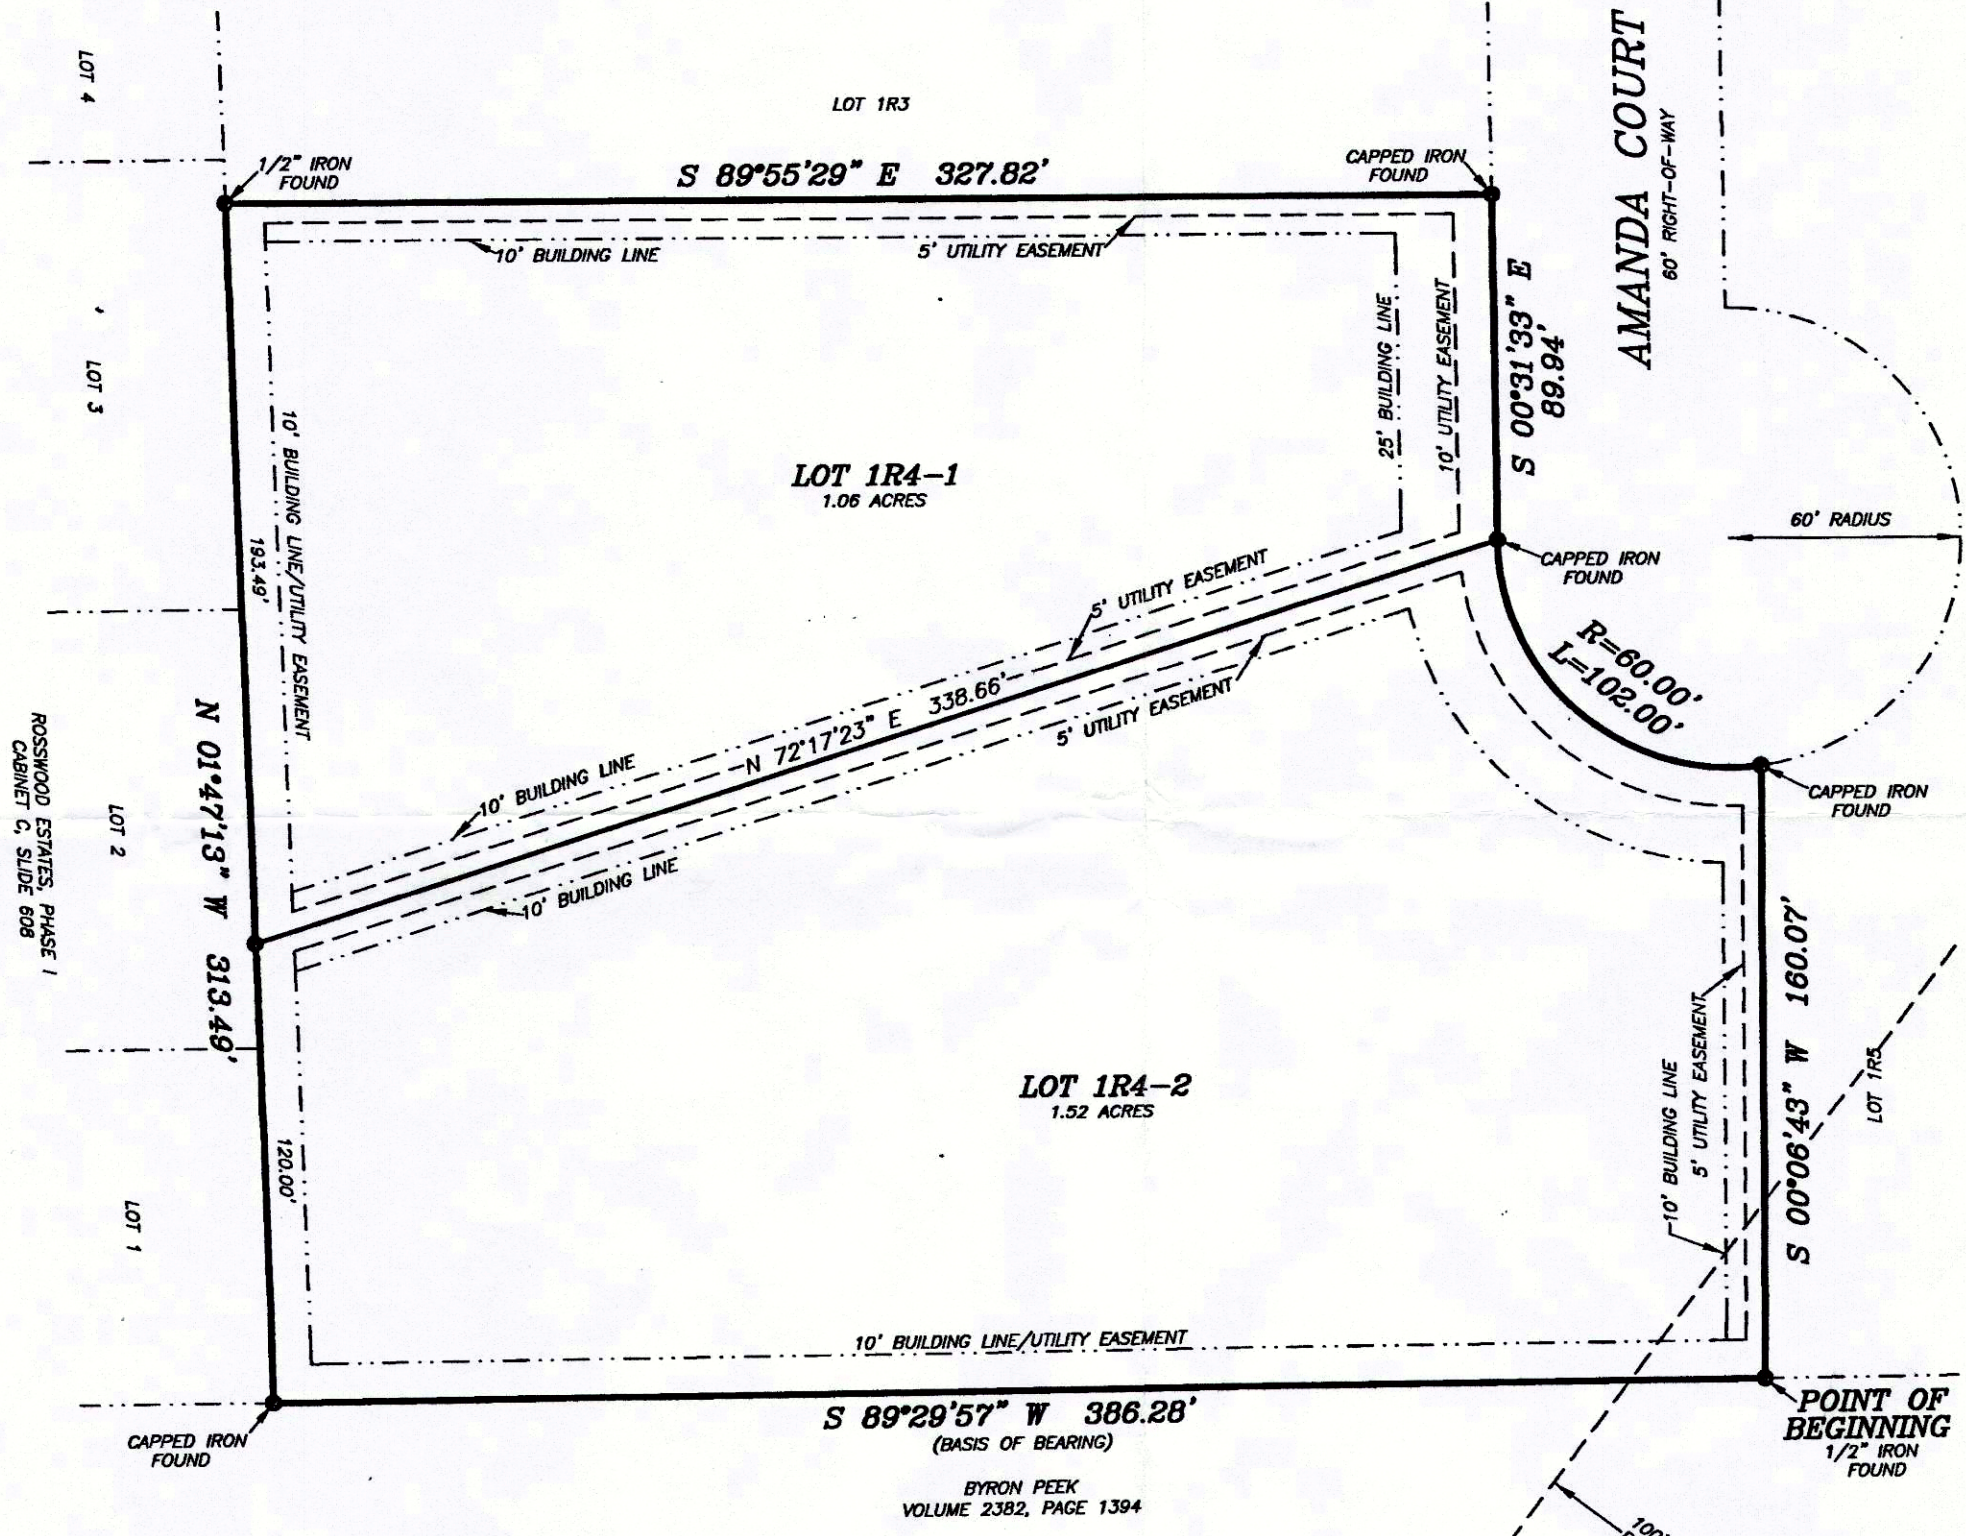 LOT 4
LOT 1R3
AMANDA COURT
60' RIGHT-OF-WAY
1/2" IRON
FOUND
S 89°55'29" E 327.82'
CAPPED IRON
FOUND
10' BUILDING LINE
5' UTILITY EASEMENT
25' BUILDING LINE
10' UTILITY EASEMENT
S 00°31'33" E
89.94'
LOT 3
10' BUILDING LINE/UTILITY EASEMENT
193.49'
LOT 1R4-1
1.06 ACRES
60' RADIUS
CAPPED IRON
FOUND
5' UTILITY EASEMENT
R=60.00'
L=102.00'
N 72°17'23" E 338.66'
5' UTILITY EASEMENT
10' BUILDING LINE
10' BUILDING LINE
CAPPED IRON
FOUND
N 01°47'13" W 313.49'
ROSSWOOD ESTATES, PHASE I
CABINET C, SLIDE 608
LOT 2
S 00°06'43" W 160.07'
5' UTILITY EASEMENT
10' BUILDING LINE
LOT 1R5
LOT 1R4-2
1.52 ACRES
120.00'
LOT 1
10' BUILDING LINE/UTILITY EASEMENT
S 89°29'57" W 386.28'
(BASIS OF BEARING)
CAPPED IRON
FOUND
POINT OF
BEGINNING
1/2" IRON
FOUND
BYRON PEEK
VOLUME 2382, PAGE 1394